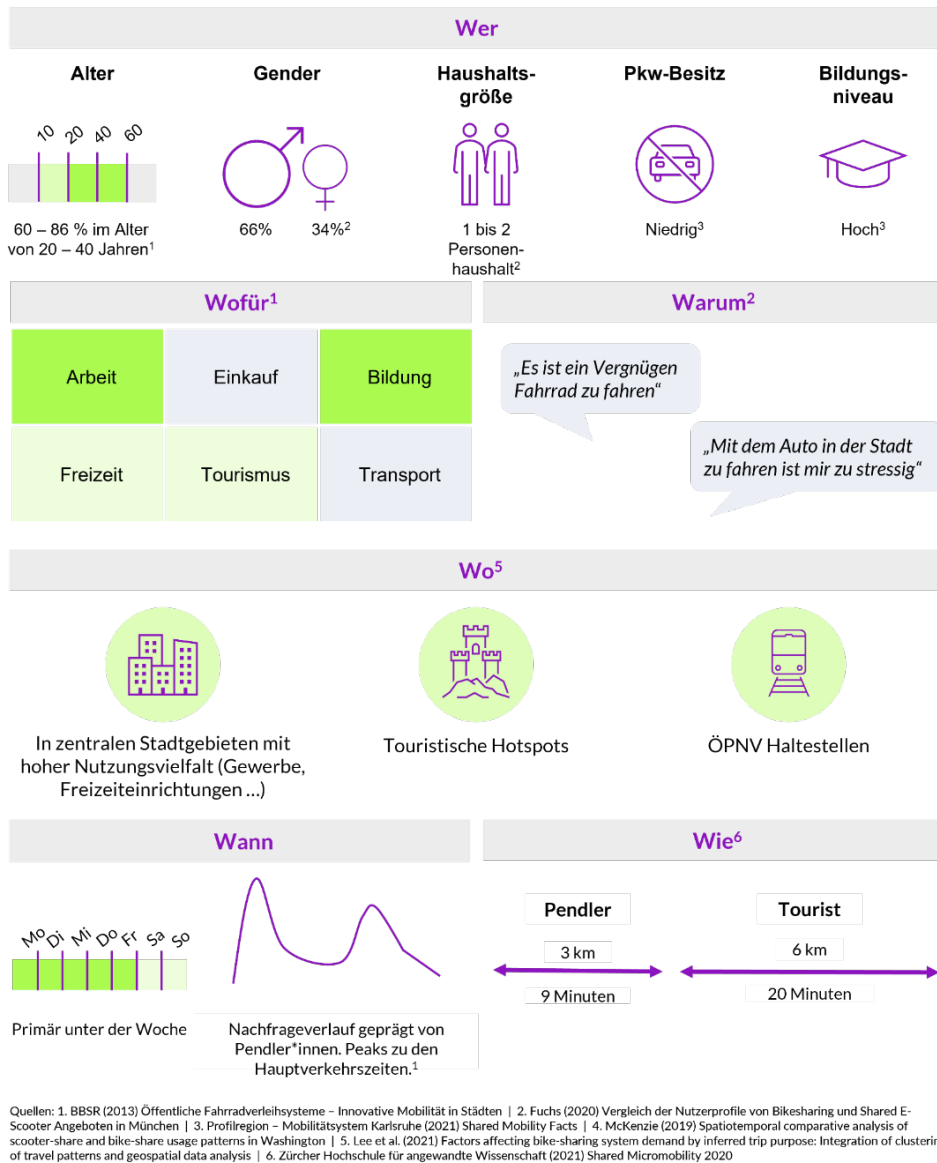 Wer
Alter
Gender
Haushalts-
größe
Pkw-Besitz
Bildungs-
niveau
10 20 40 60
60 – 86 % im Alter
von 20 – 40 Jahren¹
66%
34%²
1 bis 2
Personen-
haushalt²
Niedrig³
Hoch³
Wofür¹
Arbeit
Einkauf
Bildung
Freizeit
Tourismus
Transport
Warum²
„Es ist ein Vergnügen
Fahrrad zu fahren“
„Mit dem Auto in der Stadt
zu fahren ist mir zu stressig“
Wo⁵
In zentralen Stadtgebieten mit
hoher Nutzungsvielfalt (Gewerbe,
Freizeiteinrichtungen ...)
Touristische Hotspots
ÖPNV Haltestellen
Wann
Mo Di Mi Do Fr Sa So
Primär unter der Woche
Nachfrageverlauf geprägt von
Pendler*innen. Peaks zu den
Hauptverkehrszeiten.¹
Wie⁶
Pendler
3 km
9 Minuten
Tourist
6 km
20 Minuten
Quellen: 1. BBSR (2013) Öffentliche Fahrradverleihsysteme – Innovative Mobilität in Städten | 2. Fuchs (2020) Vergleich der Nutzerprofile von Bikesharing und Shared E-
Scooter Angeboten in München | 3. Profilregion – Mobilitätsystem Karlsruhe (2021) Shared Mobility Facts | 4. McKenzie (2019) Spatiotemporal comparative analysis of
scooter-share and bike-share usage patterns in Washington | 5. Lee et al. (2021) Factors affecting bike-sharing system demand by inferred trip purpose: Integration of clusterin
of travel patterns and geospatial data analysis | 6. Zürcher Hochschule für angewandte Wissenschaft (2021) Shared Micromobility 2020